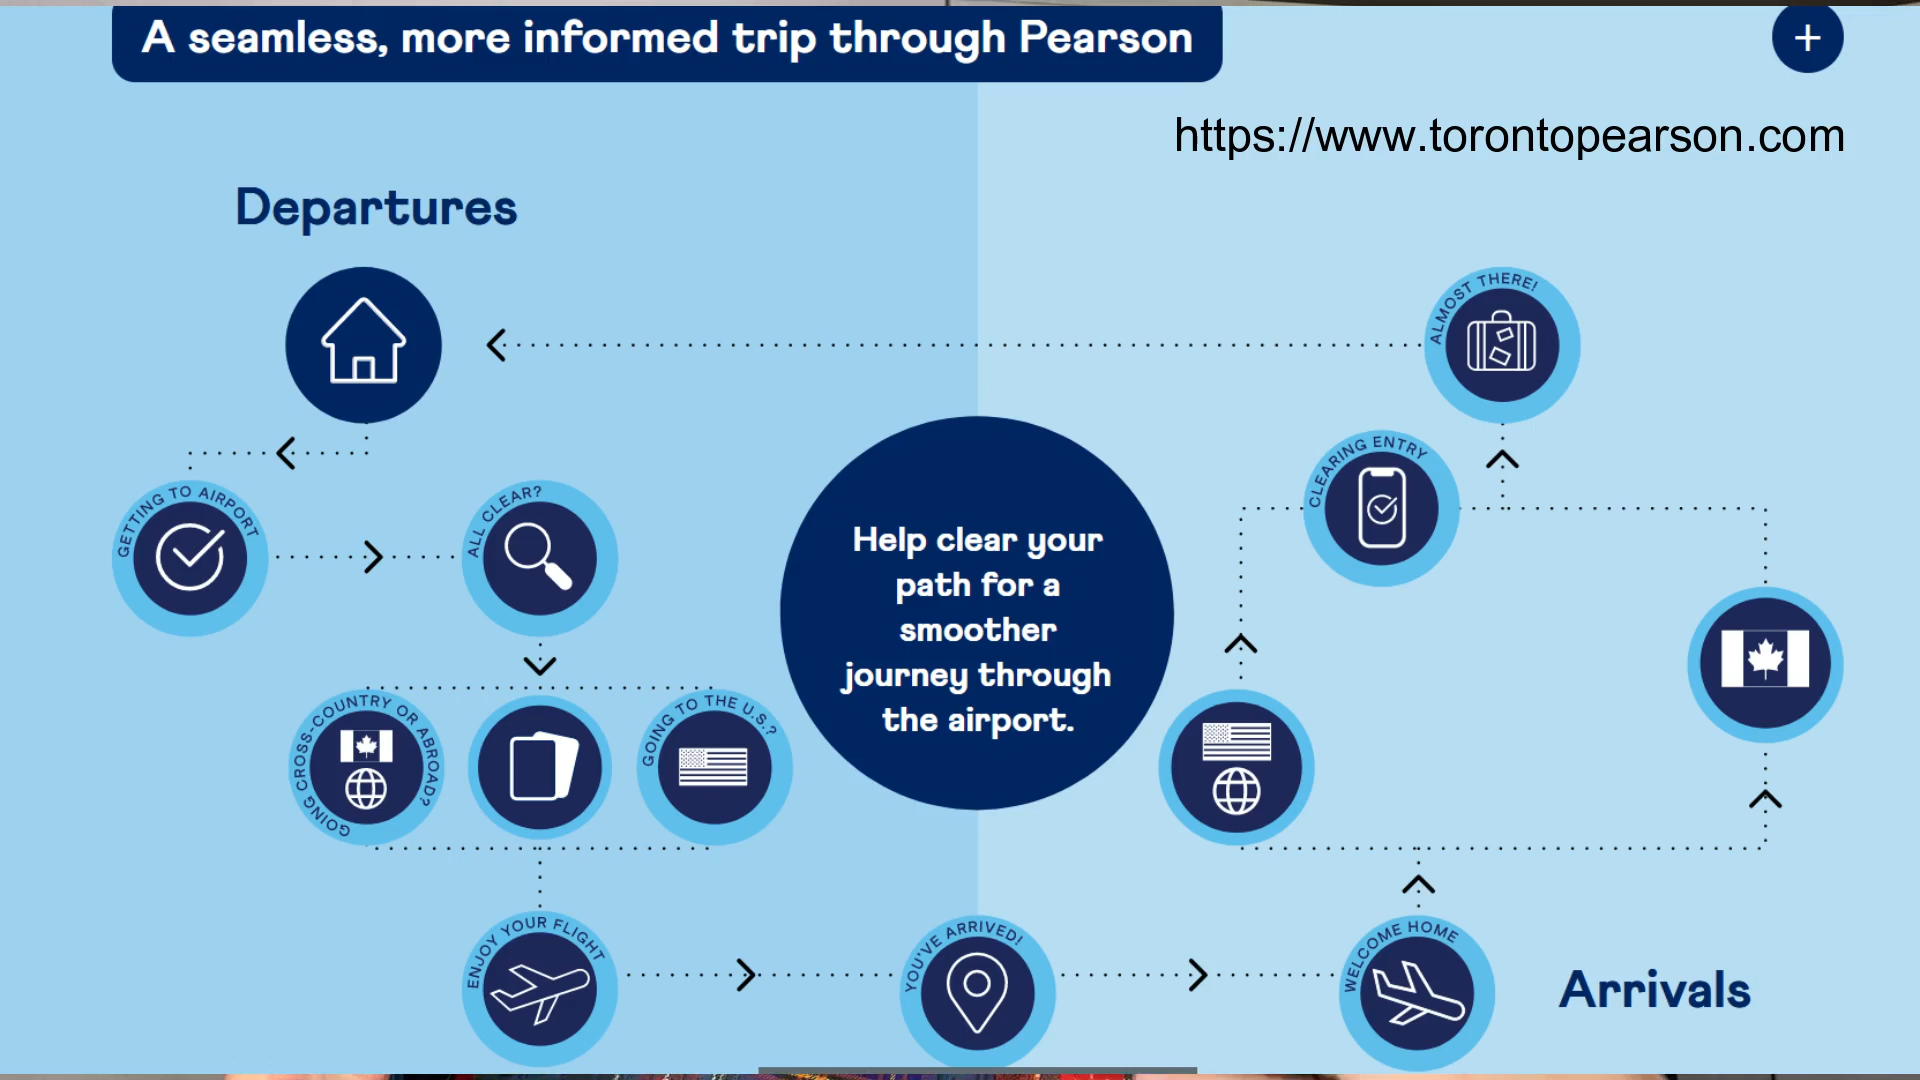 A seamless, more informed trip through Pearson
+
https://www.torontopearson.com
Departures
ALMOST THERE!
CLEARING ENTRY
GETTING TO AIRPORT
ALL CLEAR?
Help clear your
path for a
smoother
journey through
the airport.
GOING CROSS-COUNTRY OR ABROAD?
GOING TO THE U.S.?
ENJOY YOUR FLIGHT
YOU'VE ARRIVED!
WELCOME HOME
Arrivals